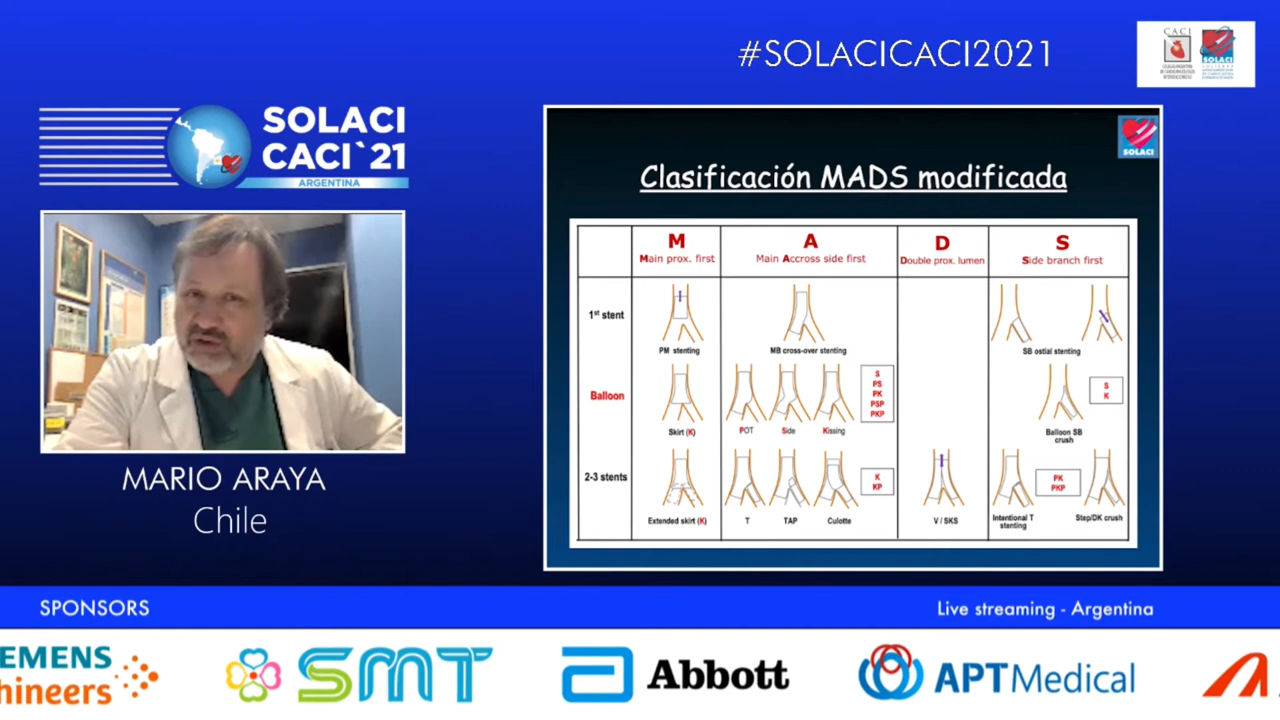 #SOLACICACI2021
CACI
SOLACI
SOLACI
CACI`21
ARGENTINA
SOLACI
Clasificación MADS modificada
M
Main prox. first
A
Main Accross side first
D
Double prox. lumen
S
Side branch first
1st stent
PM stenting
MB cross-over stenting
SB ostial stenting
Balloon
Skirt (K)
POT
Side
Kissing
S
PS
PK
PSP
PKP
Balloon SB
crush
S
K
2-3 stents
Extended skirt (K)
T
TAP
Culotte
K
KP
V / SKS
Intentional T
stenting
PK
PKP
Step/DK crush
MARIO ARAYA
Chile
SPONSORS
Live streaming - Argentina
EMENS
hineers
SMT
Abbott
APTMedical